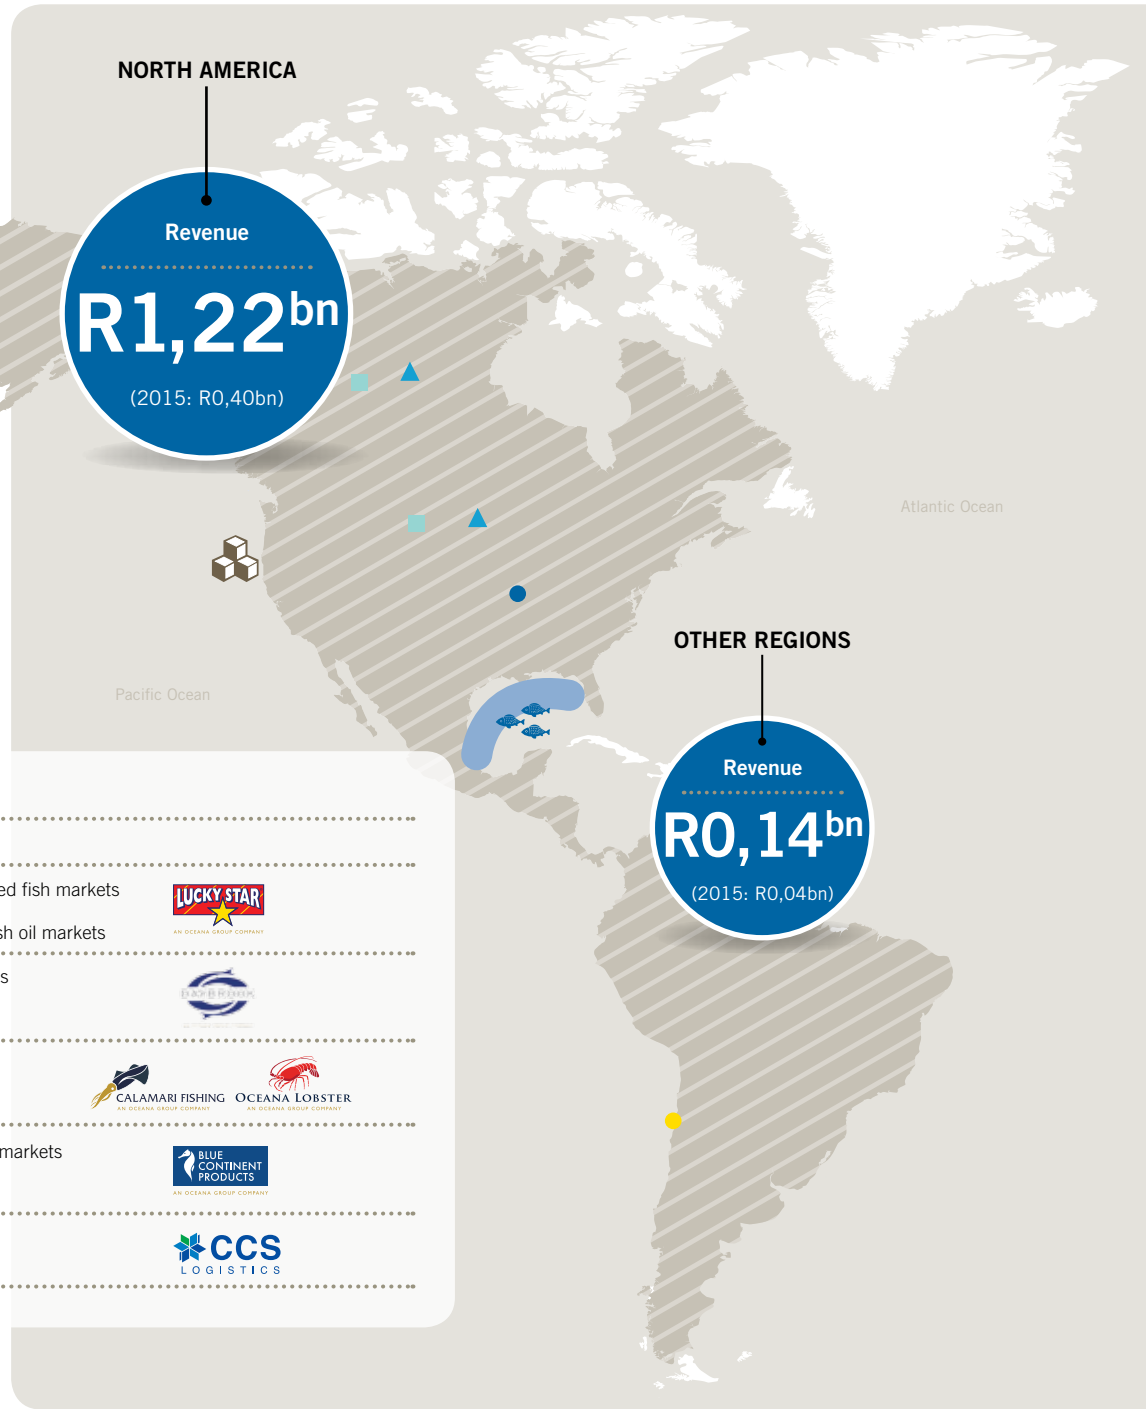 NORTH AMERICA
Revenue
R1,22bn
(2015: R0,40bn)
Atlantic Ocean
Pacific Ocean
OTHER REGIONS
Revenue
R0,14bn
(2015: R0,04bn)
ed fish markets
LUCKY STAR
AN OCEANA GROUP COMPANY
sh oil markets
s
DAYBROOK
CALAMARI FISHING
AN OCEANA GROUP COMPANY
OCEANA LOBSTER
AN OCEANA GROUP COMPANY
markets
BLUE
CONTINENT
PRODUCTS
AN OCEANA GROUP COMPANY
CCS
LOGISTICS